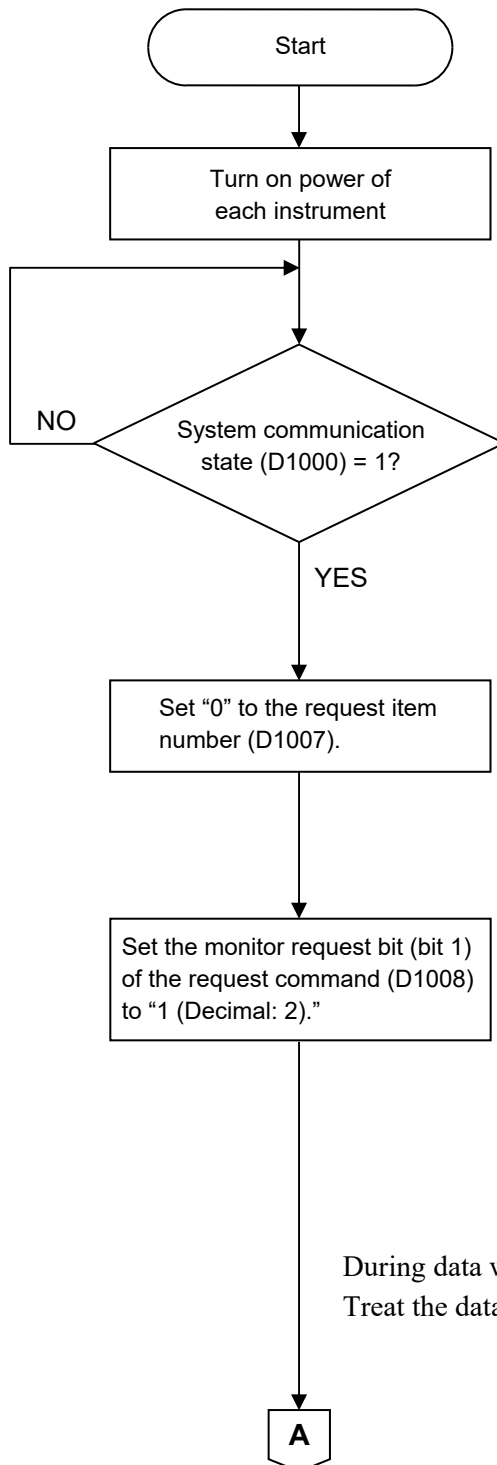 Start
Turn on power of
each instrument
NO
System communication
state (D1000) = 1?
YES
Set “0” to the request item
number (D1007).
Set the monitor request bit (bit 1)
of the request command (D1008)
to “1 (Decimal: 2).”
During data
Treat the data
A